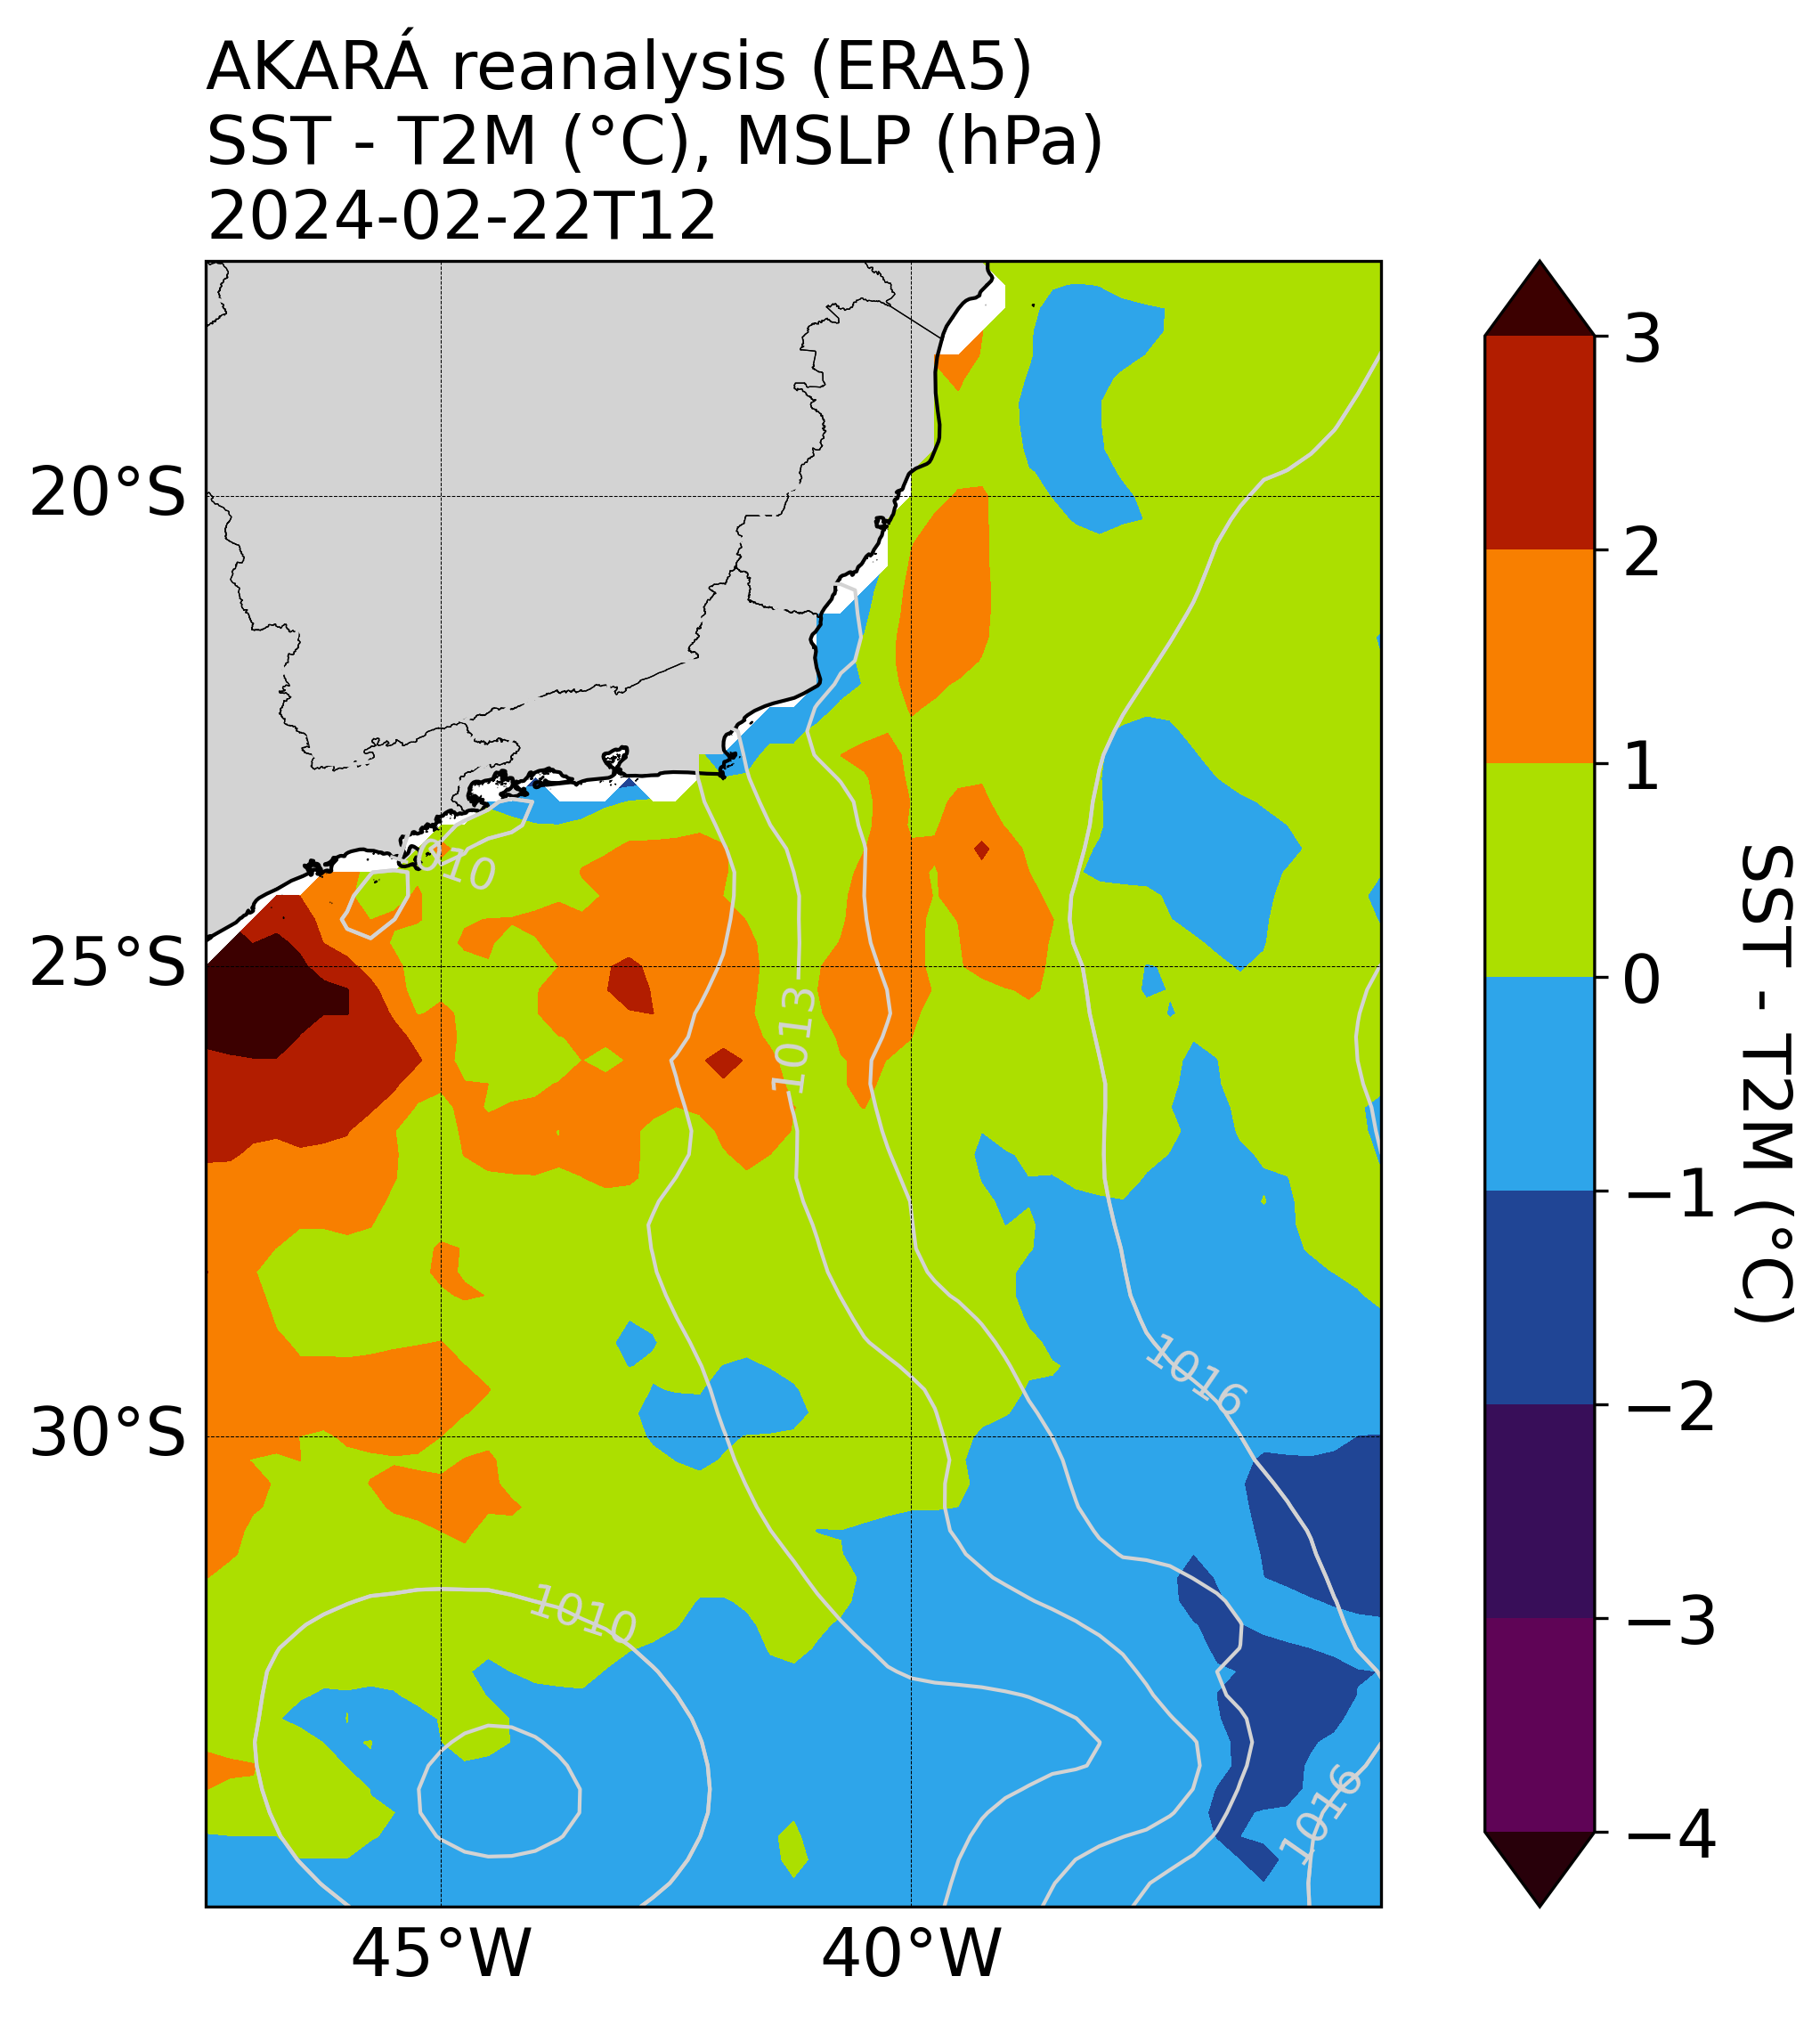 AKARÁ reanalysis (ERA5)
SST - T2M (°C), MSLP (hPa)
2024-02-22T12
3
2
1
0
−1
−2
−3
−4
SST - T2M (°C)
20°S
25°S
30°S
45°W
40°W
1010
1013
1016
1010
1016